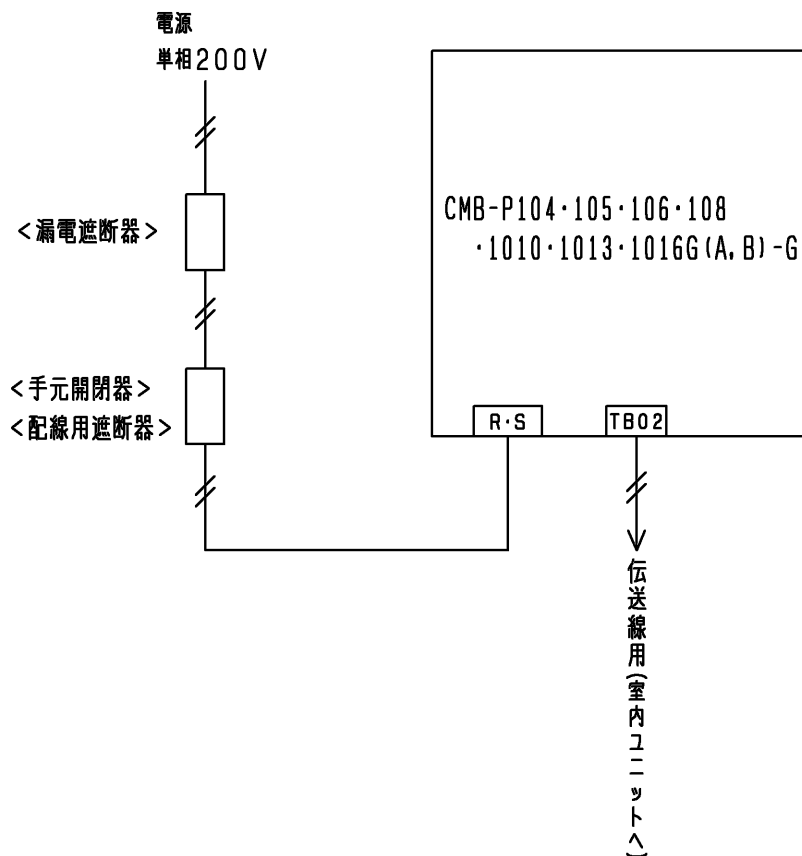 電源
単相200V
<漏電遮断器>
<手元開閉器>
<配線用遮断器>
CMB-P104・105・106・108
・1010・1013・1016G(A,B)-G
R・S
TB02
伝送線用(室内ユニットへ)